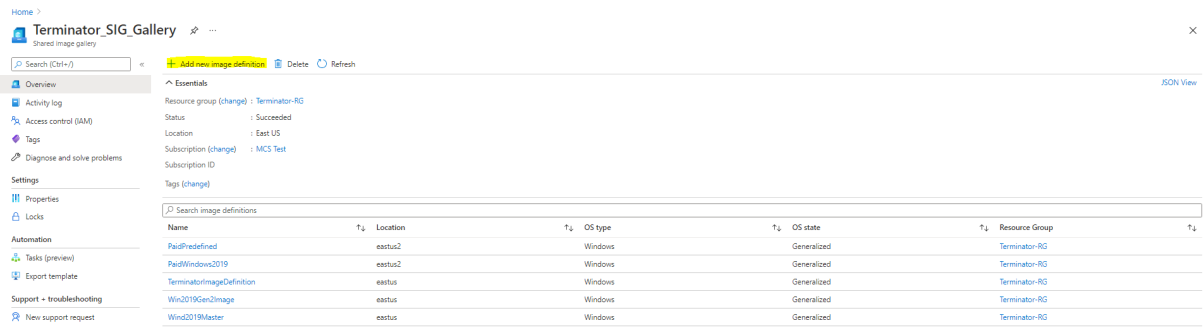 Home >
Terminator_SIG_Gallery ...
Shared image gallery
Search (Ctrl+/) «
Overview
Activity log
Access control (IAM)
Tags
Diagnose and solve problems
Settings
Properties
Locks
Automation
Tasks (preview)
Export template
Support + troubleshooting
New support request
+ Add new image definition Delete Refresh
Essentials JSON View
Resource group (change) : Terminator-RG
Status : Succeeded
Location : East US
Subscription (change) : MCS Test
Subscription ID
Tags (change)
Search image definitions
Name ↑↓ Location ↑↓ OS type ↑↓ OS state ↑↓ Resource Group ↑↓
PaidPredefined eastus2 Windows Generalized Terminator-RG
PaidWindows2019 eastus2 Windows Generalized Terminator-RG
TerminatorImageDefinition eastus Windows Generalized Terminator-RG
Win2019Gen2Image eastus Windows Generalized Terminator-RG
Wind2019Master eastus Windows Generalized Terminator-RG